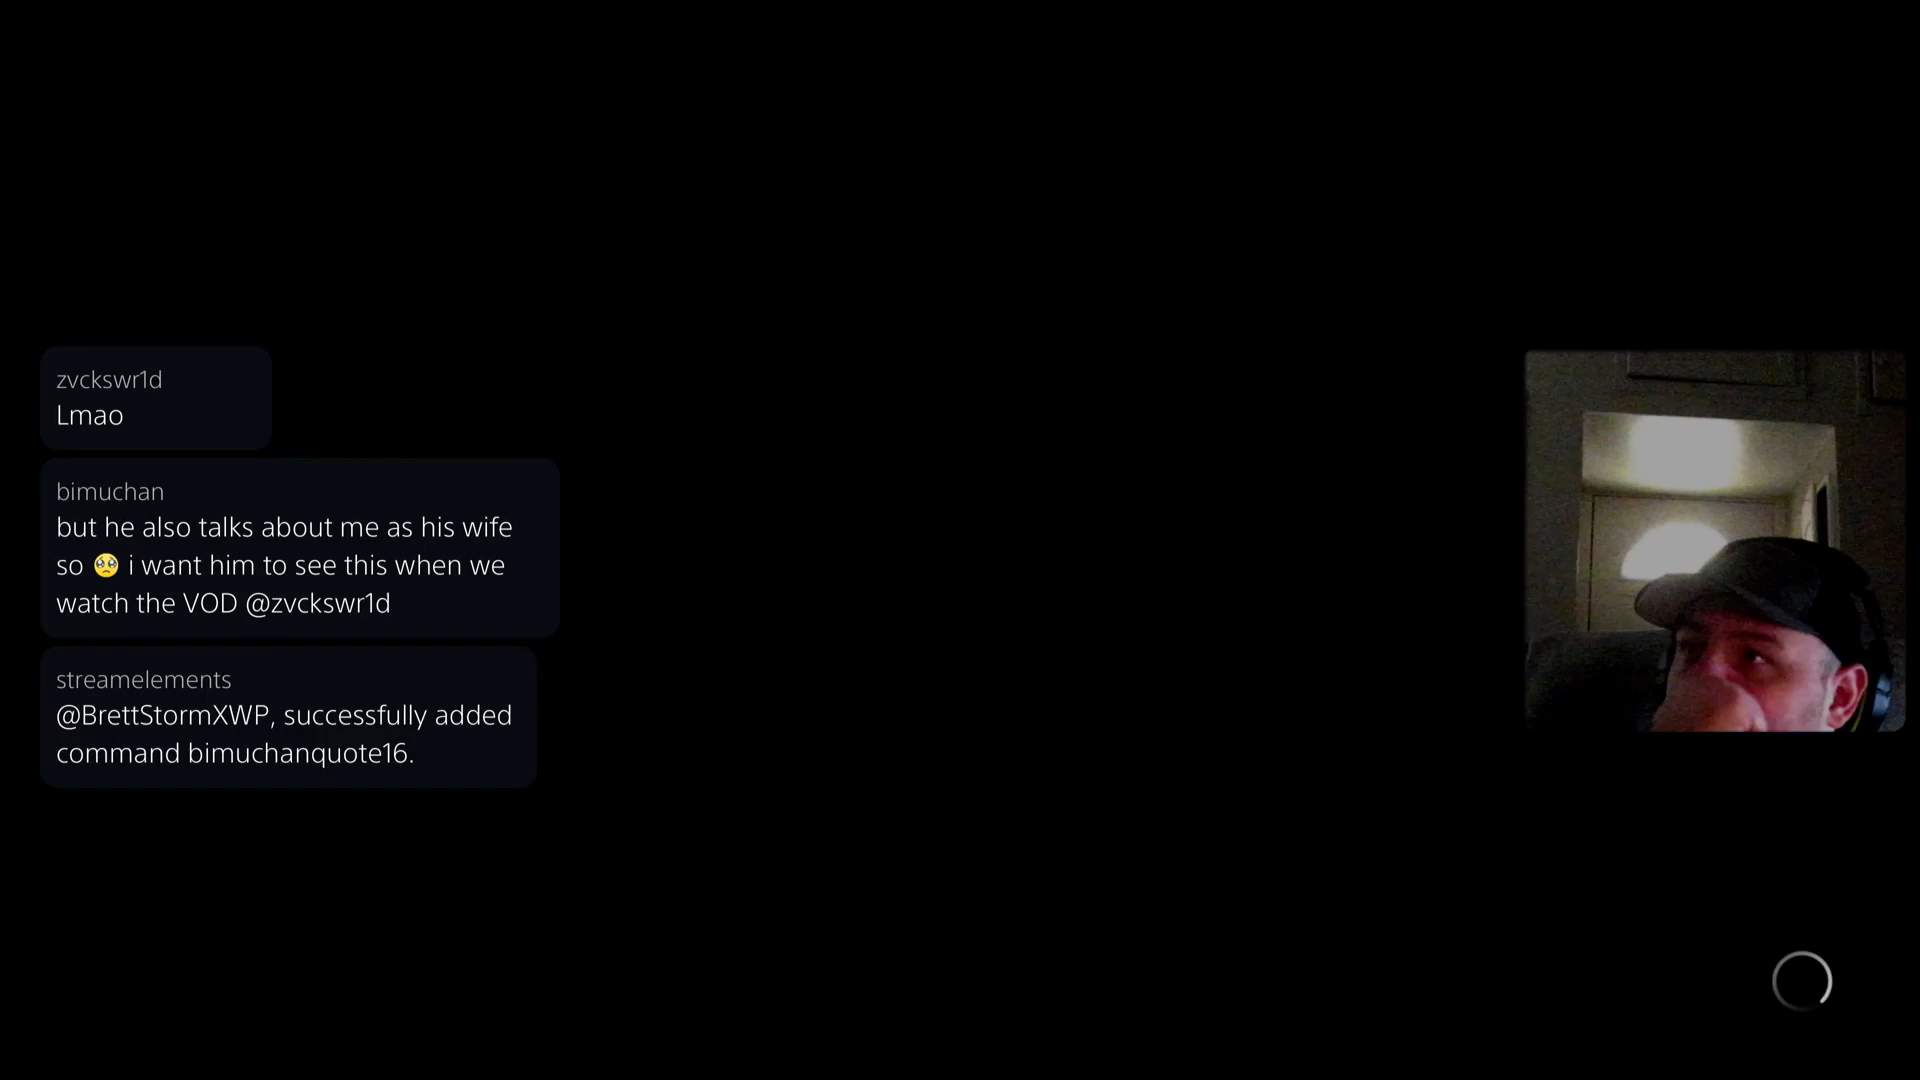 zvckswr1d
Lmao
bimuchan
but he also talks about me as his wife
so 🥺 i want him to see this when we
watch the VOD @zvckswr1d
streamelements
@BrettStormXWP, successfully added
command bimuchanquote16.